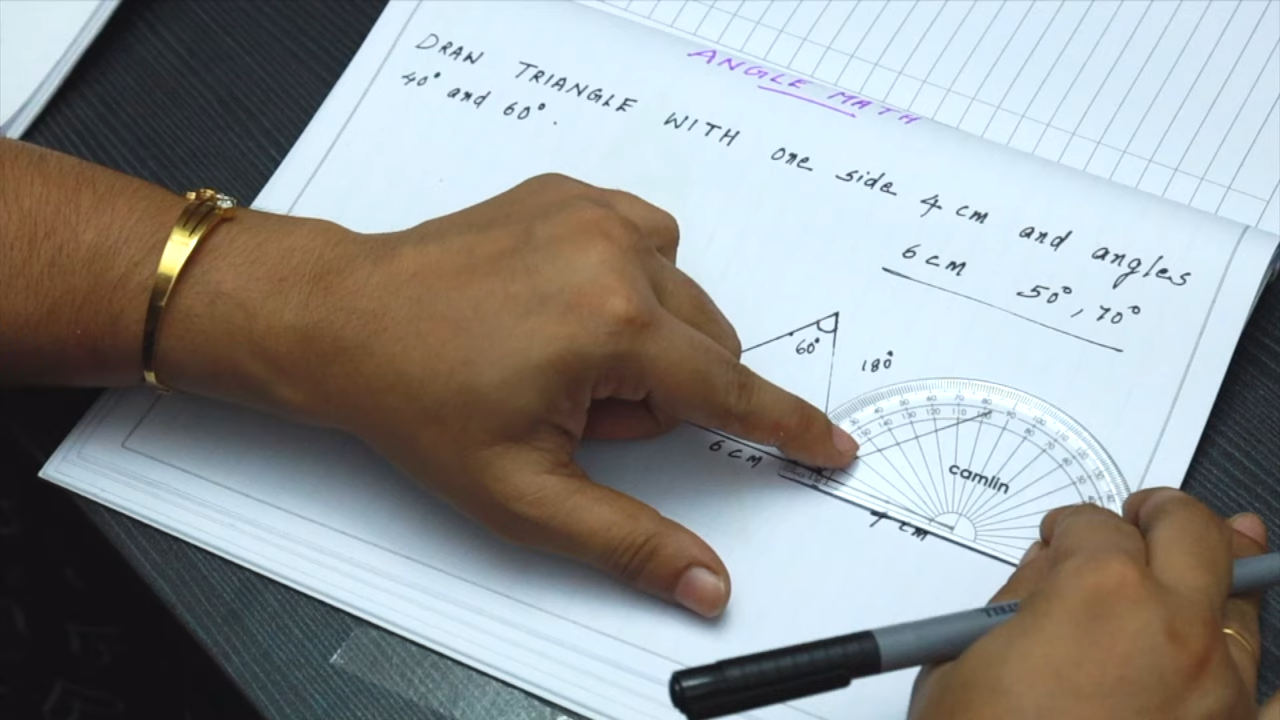 ANGLE MATH
DRAW TRIANGLE WITH one side 4 cm and angles
40° and 60°.
6 cm 50°, 70°
60°
180°
6 CM
4 CM
camlin